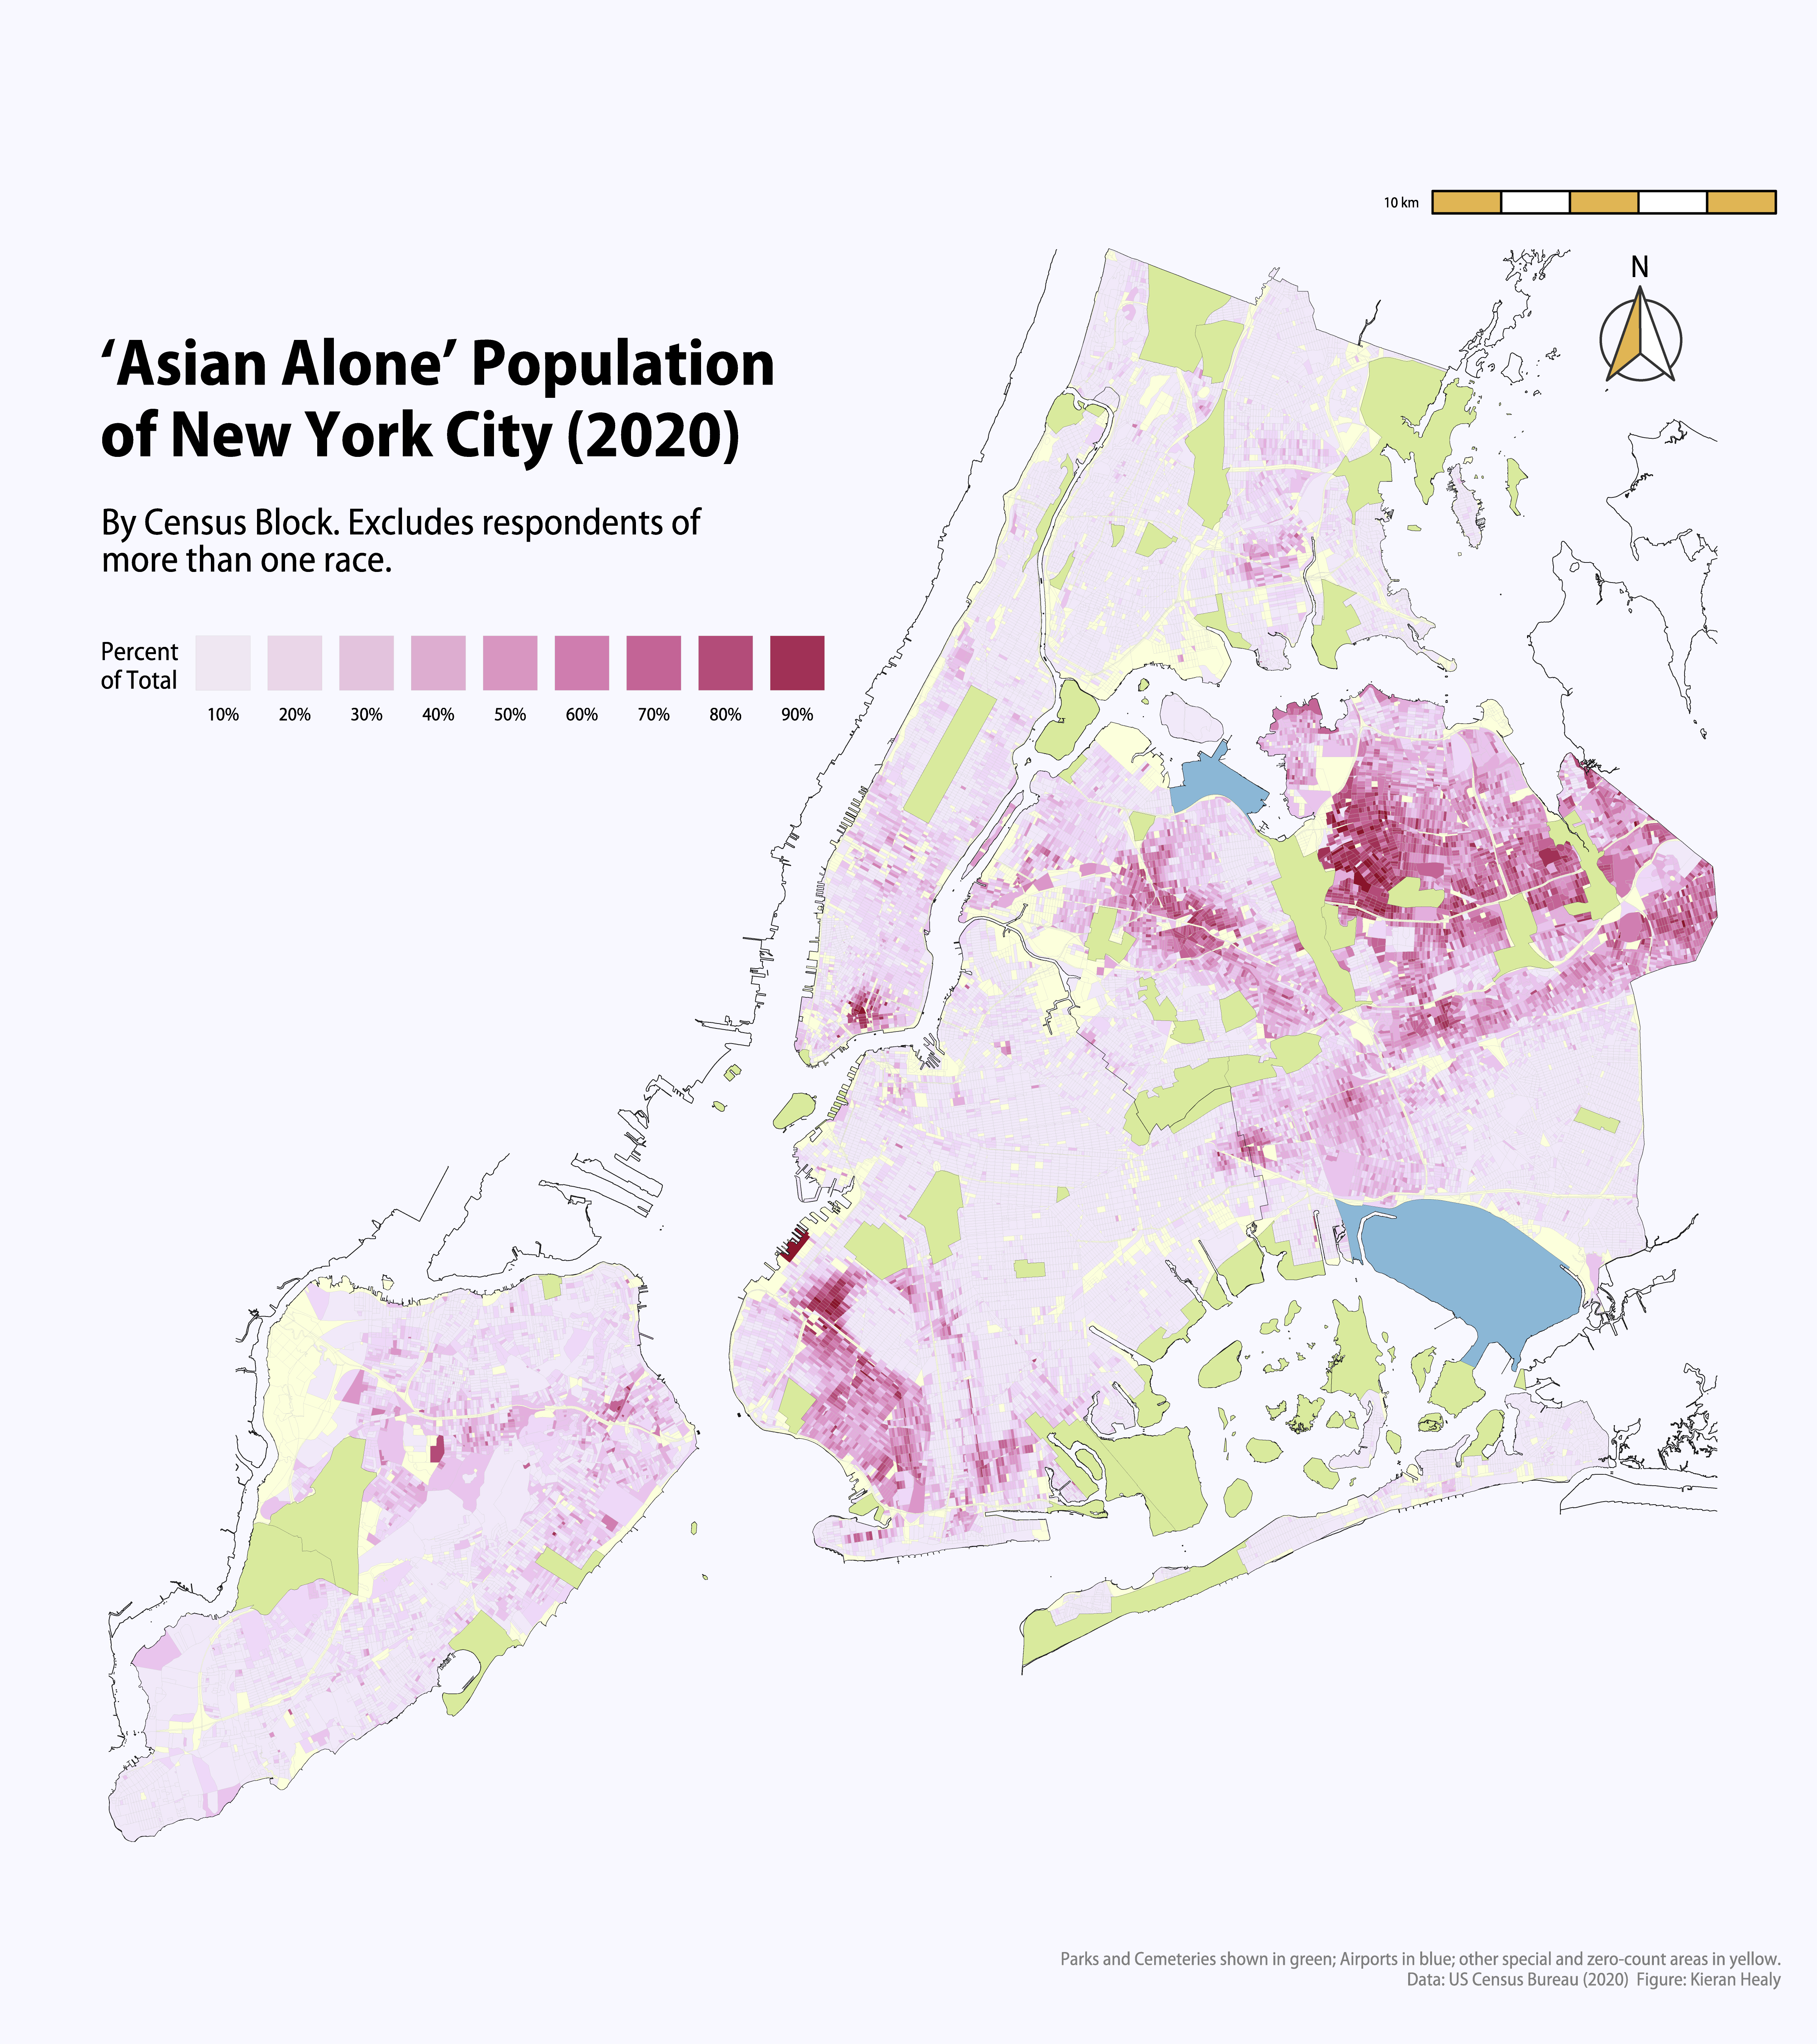 10 km
N
‘Asian Alone’ Population
of New York City (2020)
By Census Block. Excludes respondents of
more than one race.
Percent
of Total
10% 20% 30% 40% 50% 60% 70% 80% 90%
Parks and Cemeteries shown in green; Airports in blue; other special and zero-count areas in yellow.
Data: US Census Bureau (2020)  Figure: Kieran Healy